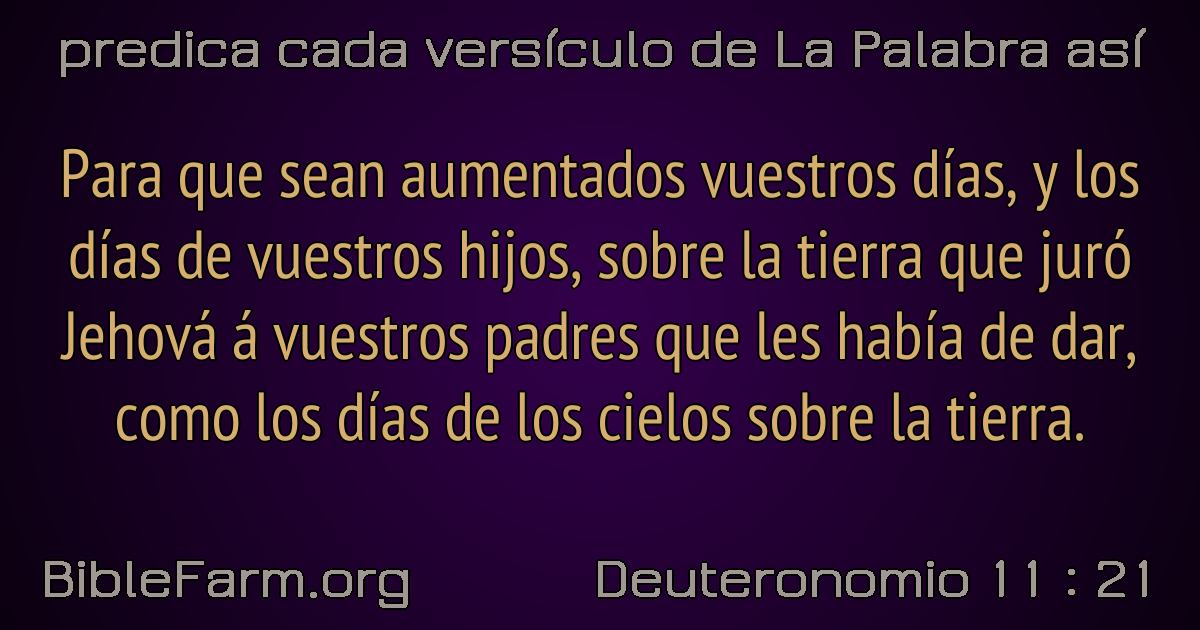 predica cada versículo de La Palabra así
Para que sean aumentados vuestros días, y los
días de vuestros hijos, sobre la tierra que juró
Jehová á vuestros padres que les había de dar,
como los días de los cielos sobre la tierra.
BibleFarm.org Deuteronomio 11 : 21